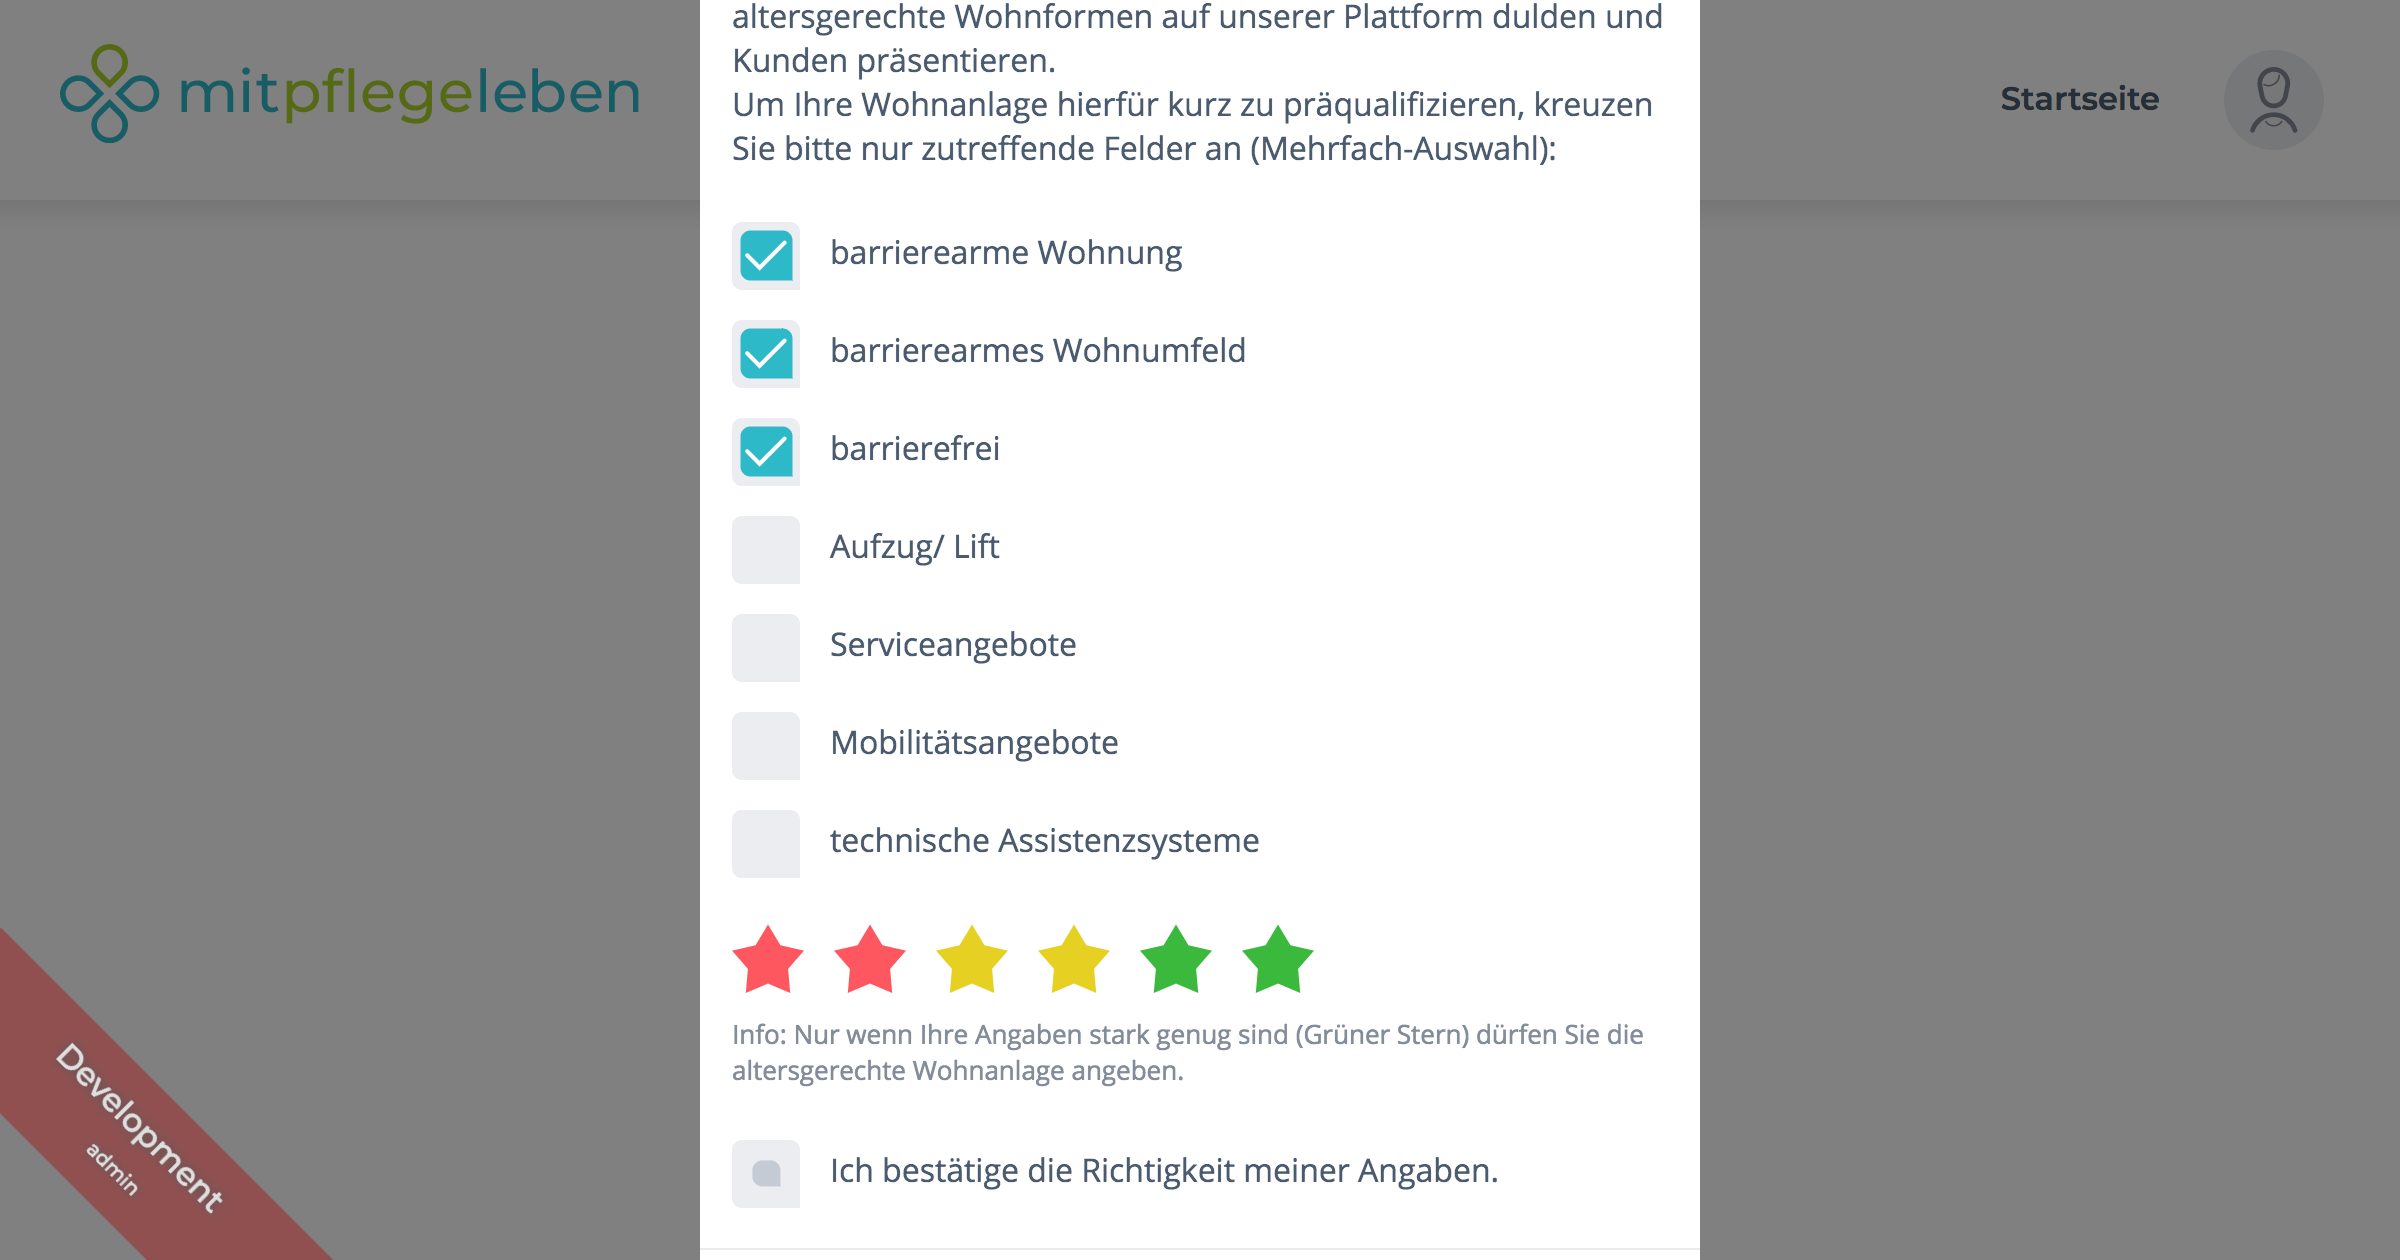 altersgerechte Wohnformen auf unserer Plattform dulden und
Kunden präsentieren.
Um Ihre Wohnanlage hierfür kurz zu präqualifizieren, kreuzen
Sie bitte nur zutreffende Felder an (Mehrfach-Auswahl):
mitpflegeleben
Startseite
barrierearme Wohnung
barrierearmes Wohnumfeld
barrierefrei
Aufzug/ Lift
Serviceangebote
Mobilitätsangebote
technische Assistenzsysteme
Info: Nur wenn Ihre Angaben stark genug sind (Grüner Stern) dürfen Sie die
altersgerechte Wohnanlage angeben.
Ich bestätige die Richtigkeit meiner Angaben.
Development
admin